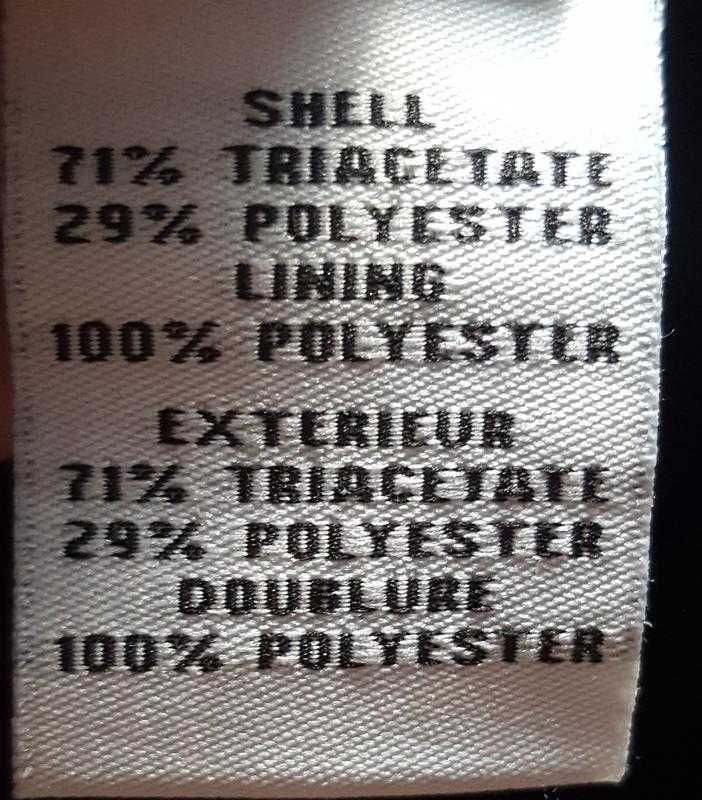 SHELL
71% TRIACETATE
29% POLYESTER
LINING
100% POLYESTER
EXTERIEUR
71% TRIACETATE
29% POLYESTER
DOUBLURE
100% POLYESTER